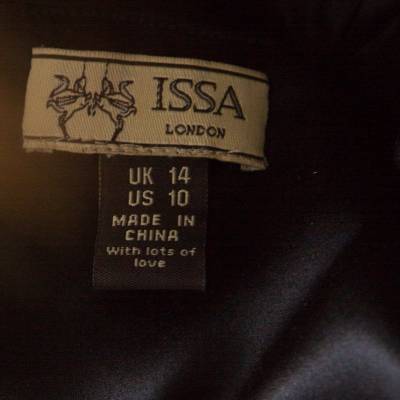 ISSA
LONDON
UK 14
US 10
MADE IN
CHINA
With lots of
love